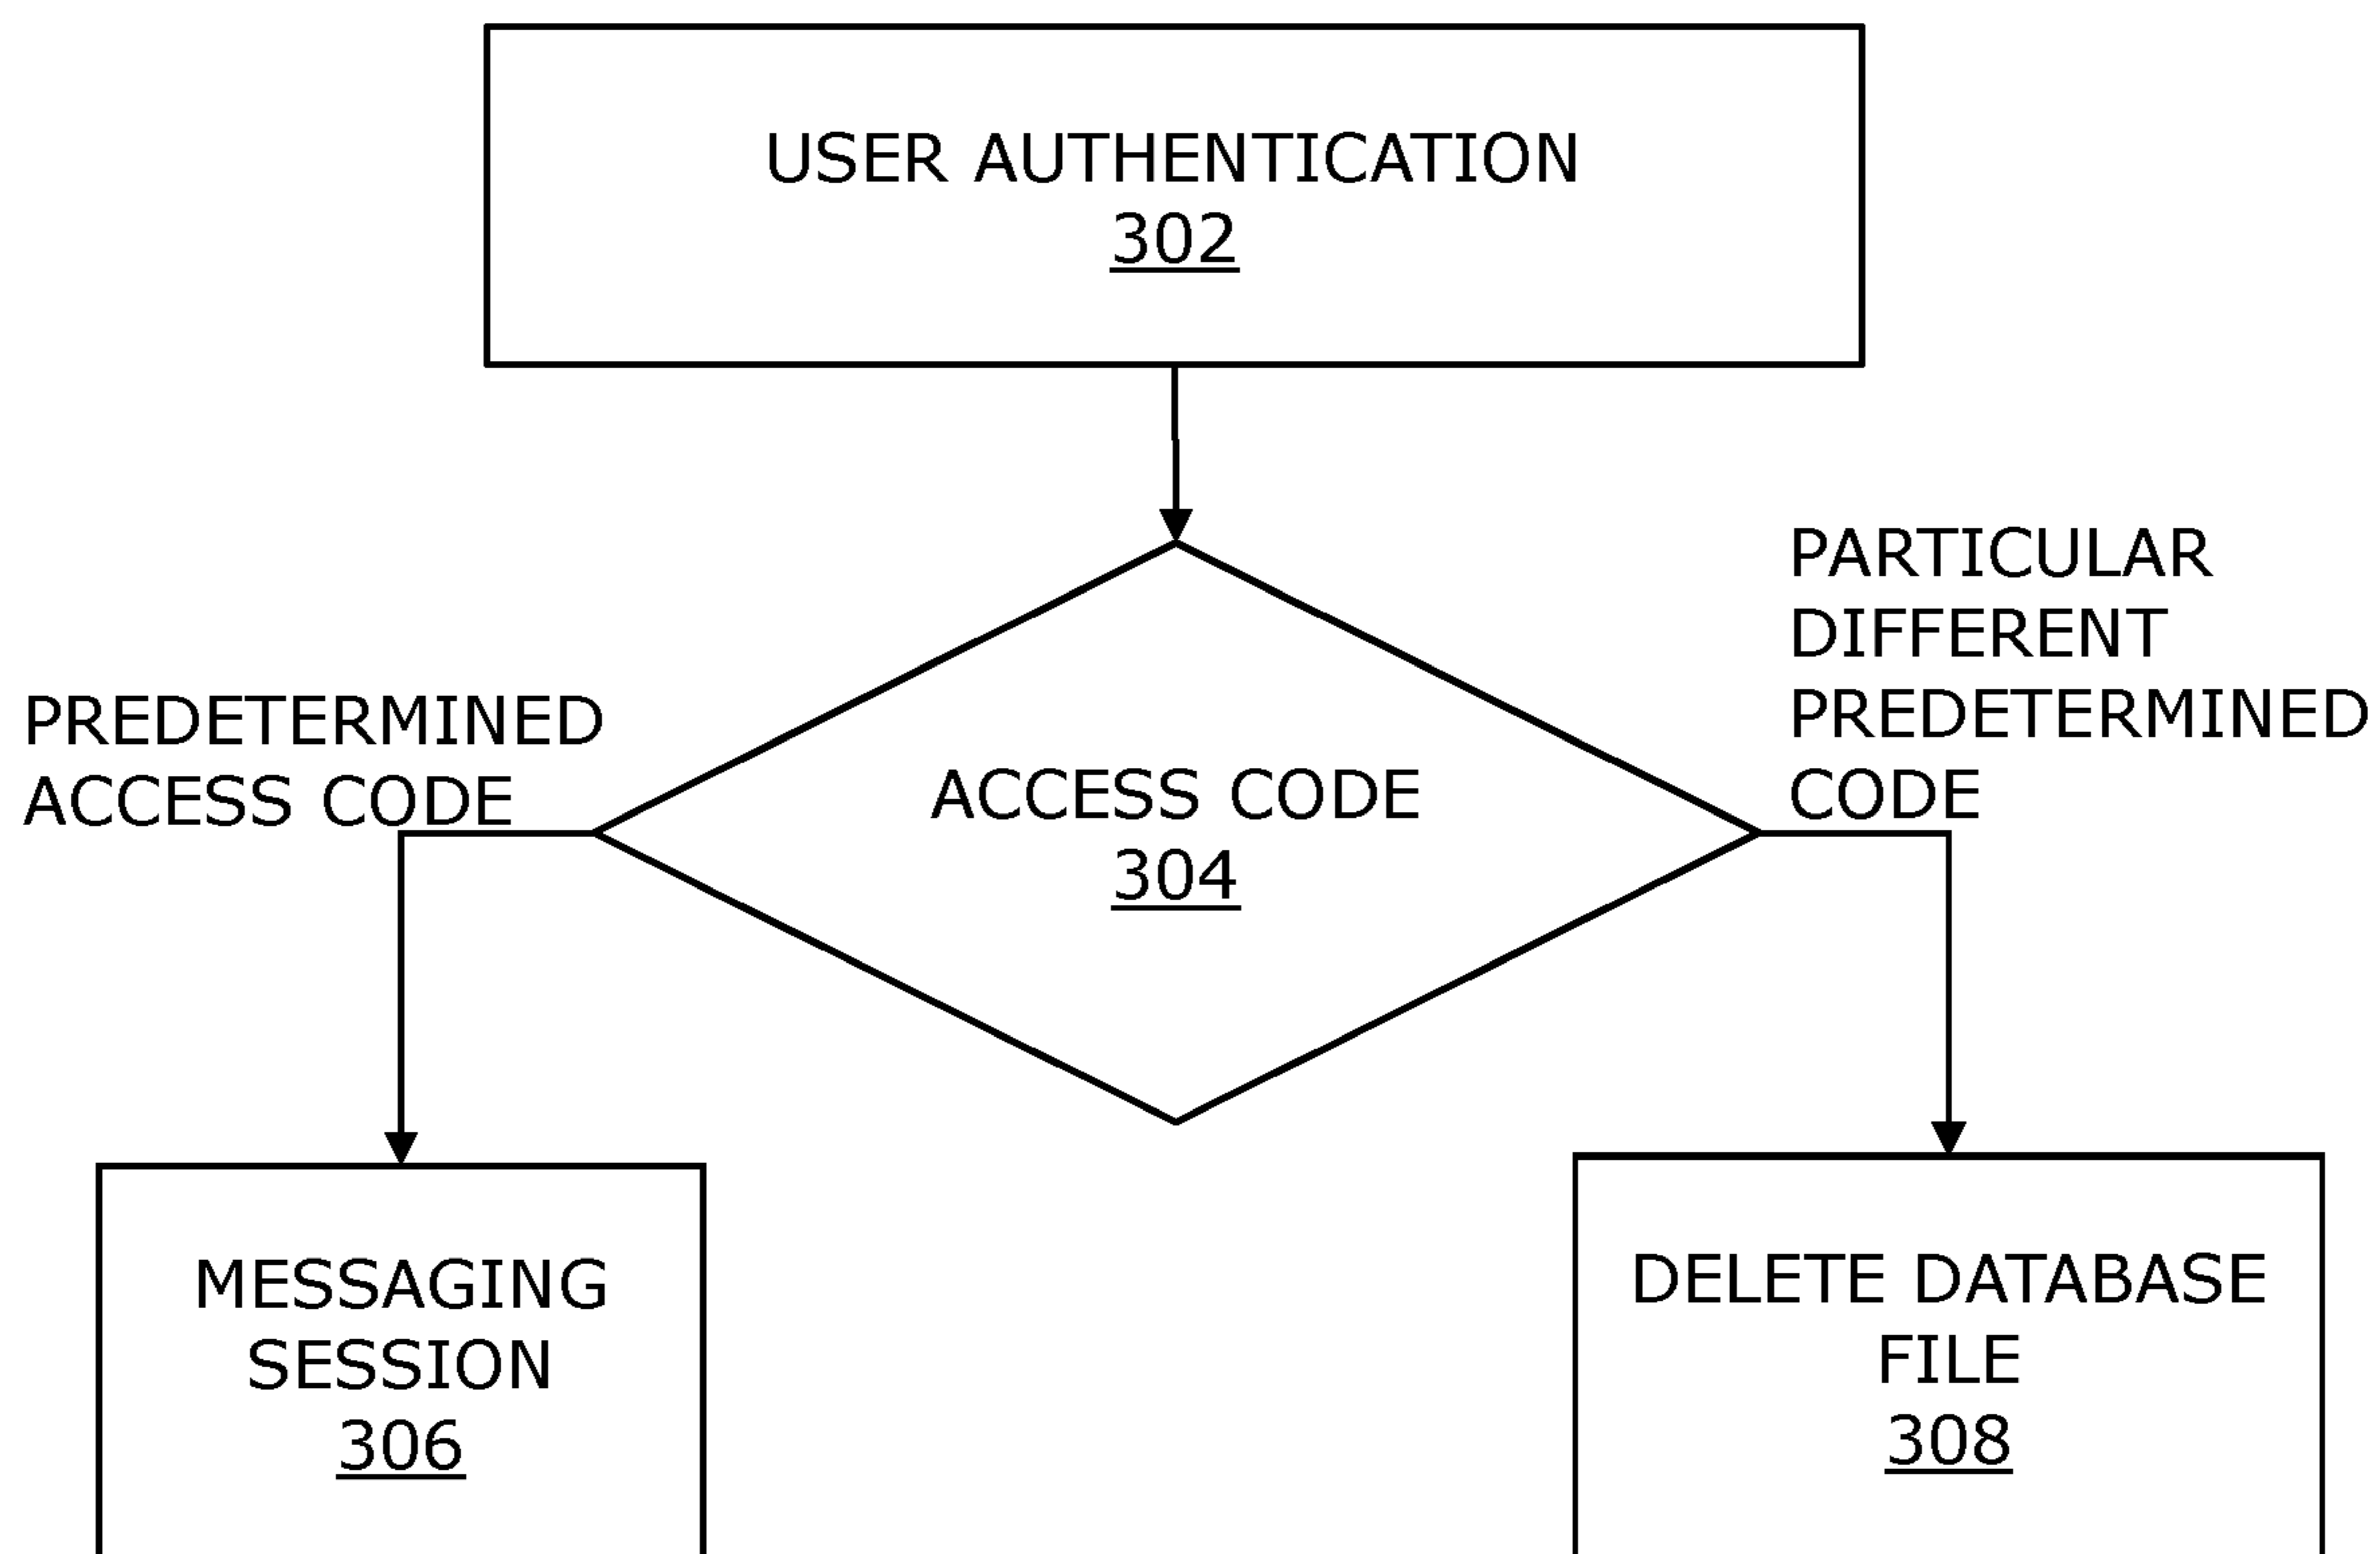 USER AUTHENTICATION
302
PARTICULAR
DIFFERENT
PREDETERMINED
CODE
PREDETERMINED
ACCESS CODE
ACCESS CODE
304
MESSAGING
SESSION
306
DELETE DATABASE
FILE
308